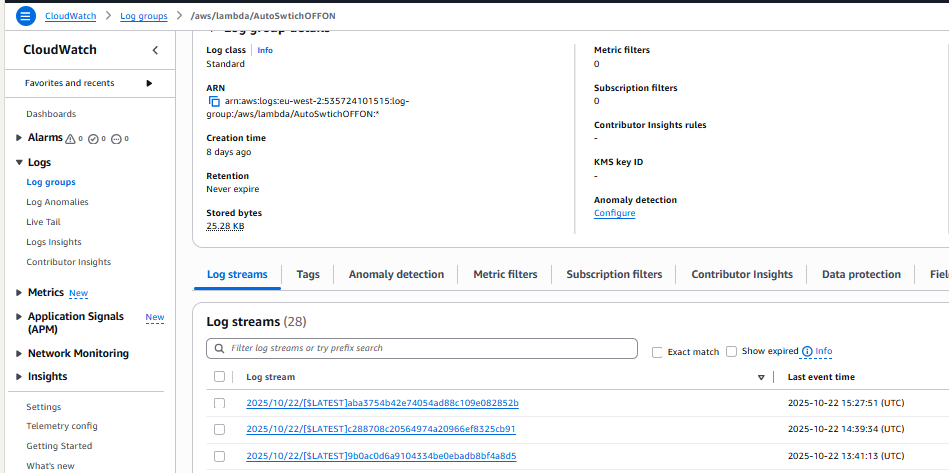 CloudWatch > Log groups > /aws/lambda/AutoSwtichOFFON
CloudWatch
Favorites and recents
Dashboards
Alarms 0 0 0
Logs
Log groups
Log Anomalies
Live Tail
Logs Insights
Contributor Insights
Metrics New
Application Signals New
(APM)
Network Monitoring
Insights
Settings
Telemetry config
Getting Started
What's new
Log group details
Log class Info
Standard
ARN
arn:aws:logs:eu-west-2:535724101515:log-
group:/aws/lambda/AutoSwtichOFFON:*
Creation time
8 days ago
Retention
Never expire
Stored bytes
25.28 KB
Metric filters
0
Subscription filters
0
Contributor Insights rules
-
KMS key ID
-
Anomaly detection
Configure
Log streams Tags Anomaly detection Metric filters Subscription filters Contributor Insights Data protection Fiel
Log streams (28)
Filter log streams or try prefix search
Exact match Show expired Info
Log stream Last event time
2025/10/22/[$LATEST]aba3754b42e74054ad88c109e082852b 2025-10-22 15:27:51 (UTC)
2025/10/22/[$LATEST]c288708c20564974a20966ef8325cb91 2025-10-22 14:39:34 (UTC)
2025/10/22/[$LATEST]9b0ac0d6a9104334be0ebadb8bf4a8d5 2025-10-22 13:41:13 (UTC)